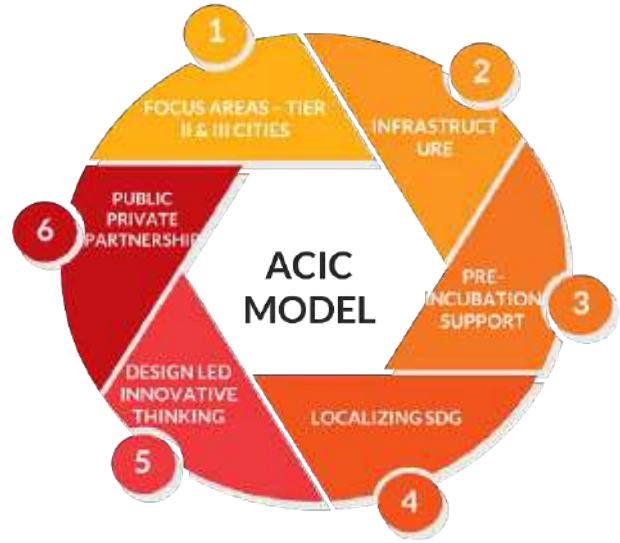 1
FOCUS AREAS - TIER
II & III CITIES
2
INFRASTRUCT
URE
3
PRE-
INCUBATION
SUPPORT
4
LOCALIZING SDG
5
DESIGN LED
INNOVATIVE
THINKING
6
PUBLIC
PRIVATE
PARTNERSHIP
ACIC
MODEL